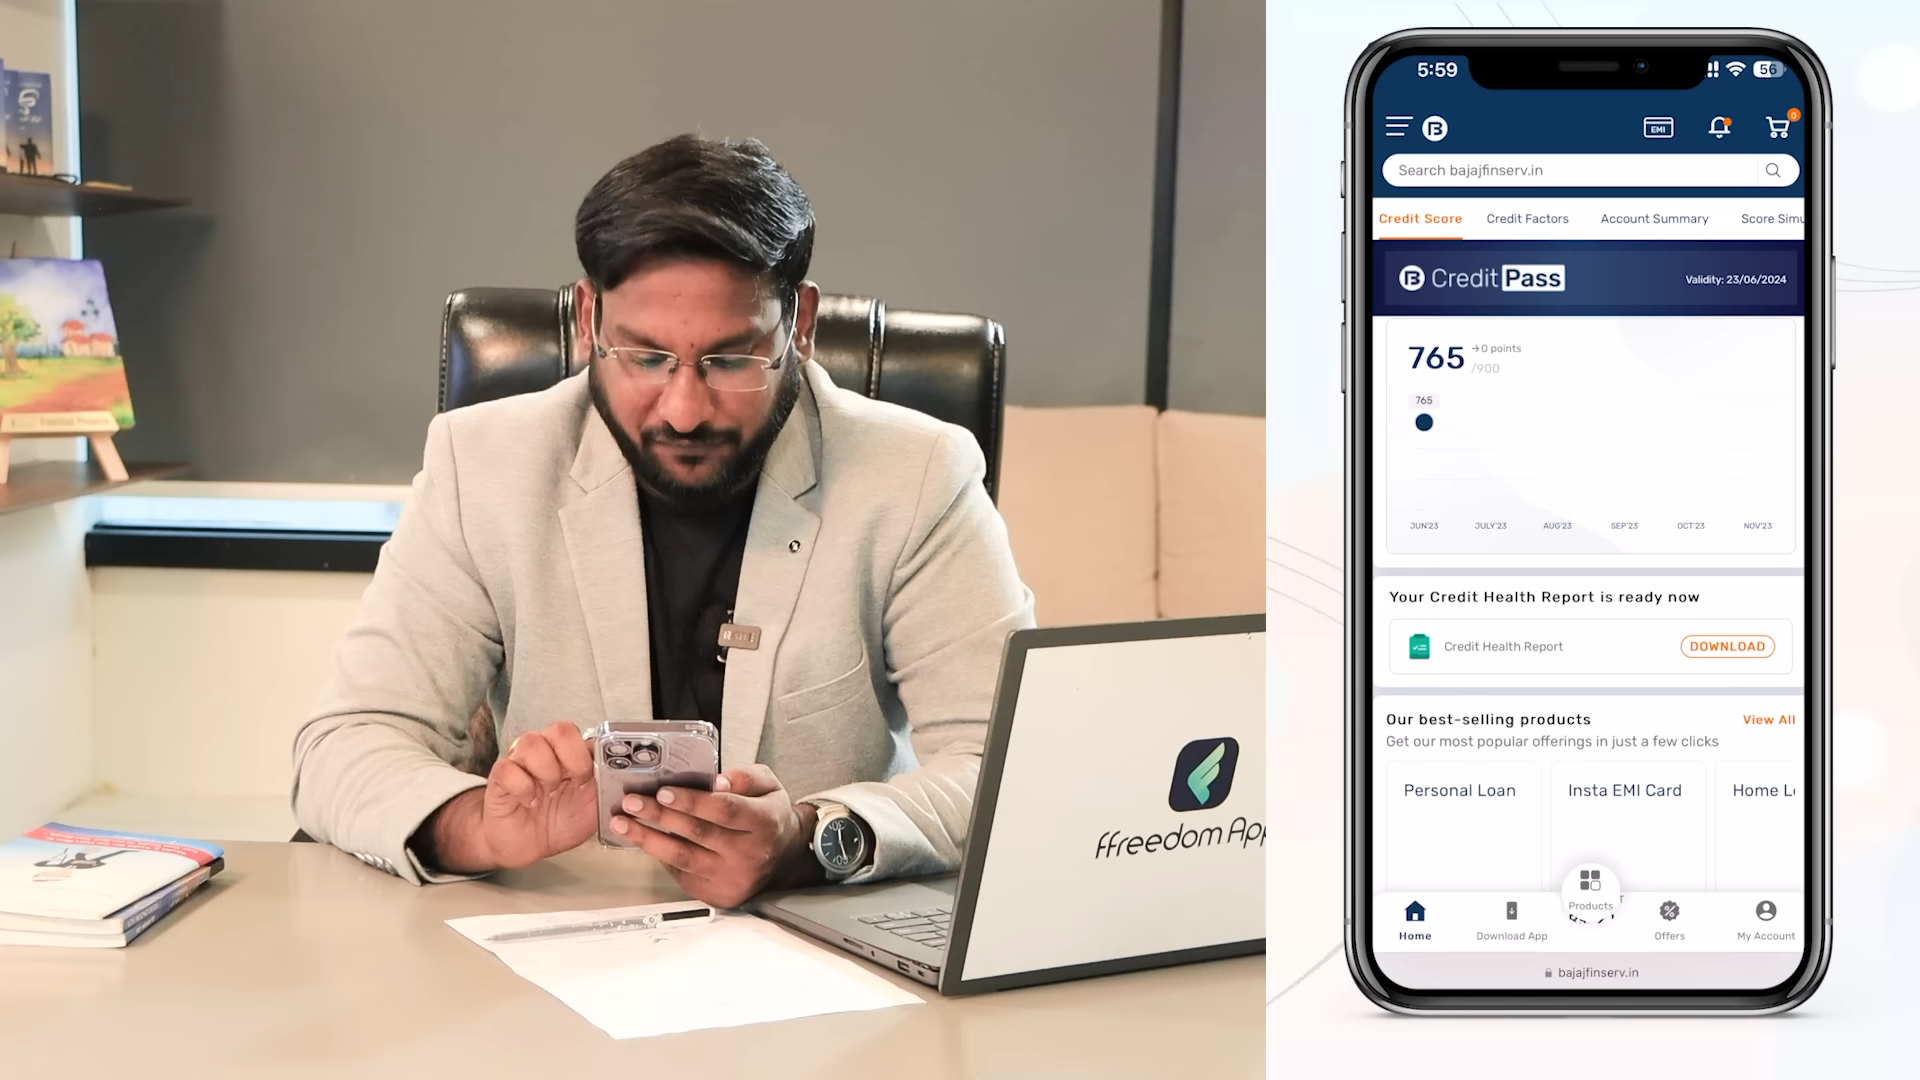 ffreedom App
5:59
56
EMI
0
Search bajajfinserv.in
Credit Score
Credit Factors
Account Summary
Score Simu
B Credit Pass
Validity: 23/06/2024
765
→0 points
/900
765
JUN'23
JULY'23
AUG'23
SEP'23
OCT'23
NOV'23
Your Credit Health Report is ready now
Credit Health Report
DOWNLOAD
Our best-selling products
View All
Get our most popular offerings in just a few clicks
Personal Loan
Insta EMI Card
Home Lo
Products
Home
Download App
Offers
My Account
bajajfinserv.in